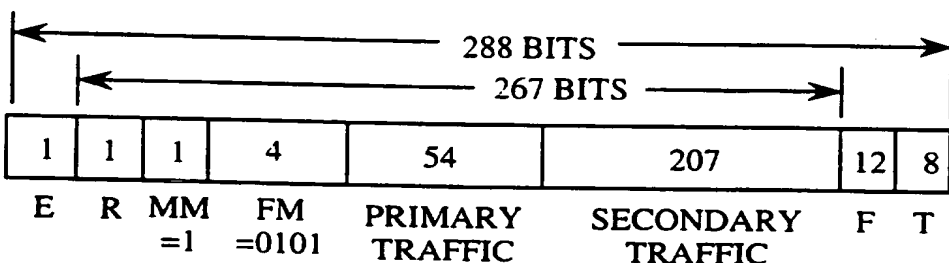 288 BITS
267 BITS
1 1 1 4 54 207 12 8
E R MM FM PRIMARY SECONDARY F T
=1 =0101 TRAFFIC TRAFFIC